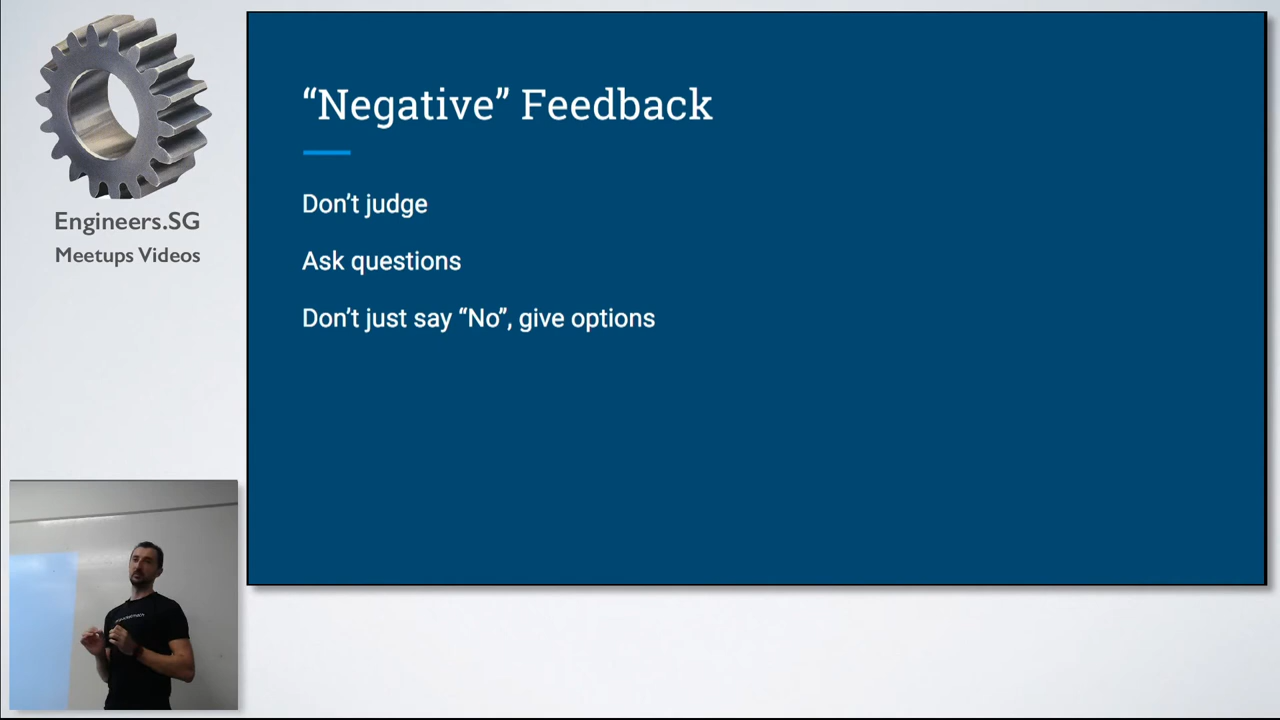 Engineers.SG
Meetups Videos
“Negative” Feedback
Don’t judge
Ask questions
Don’t just say “No”, give options